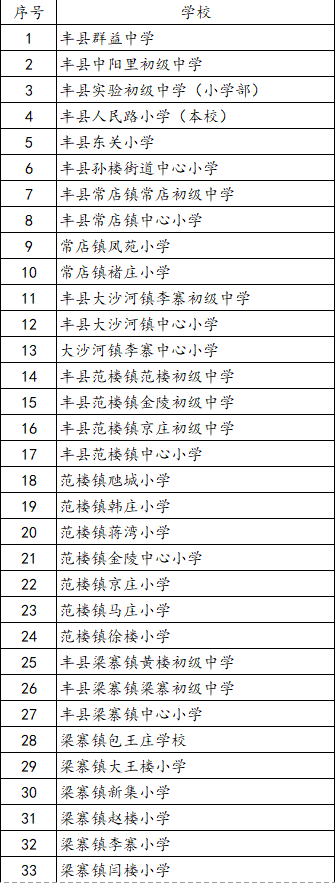 序号 学校
1 丰县群益中学
2 丰县中阳里初级中学
3 丰县实验初级中学（小学部）
4 丰县人民路小学（本校）
5 丰县东关小学
6 丰县孙楼街道中心小学
7 丰县常店镇常店初级中学
8 丰县常店镇中心小学
9 常店镇凤苑小学
10 常店镇褚庄小学
11 丰县大沙河镇李寨初级中学
12 丰县大沙河镇中心小学
13 大沙河镇李寨中心小学
14 丰县范楼镇范楼初级中学
15 丰县范楼镇金陵初级中学
16 丰县范楼镇京庄初级中学
17 丰县范楼镇中心小学
18 范楼镇虺城小学
19 范楼镇韩庄小学
20 范楼镇蒋湾小学
21 范楼镇金陵中心小学
22 范楼镇京庄小学
23 范楼镇马庄小学
24 范楼镇徐楼小学
25 丰县梁寨镇黄楼初级中学
26 丰县梁寨镇梁寨初级中学
27 丰县梁寨镇中心小学
28 梁寨镇包王庄学校
29 梁寨镇大王楼小学
30 梁寨镇新集小学
31 梁寨镇赵楼小学
32 梁寨镇李寨小学
33 梁寨镇闫楼小学